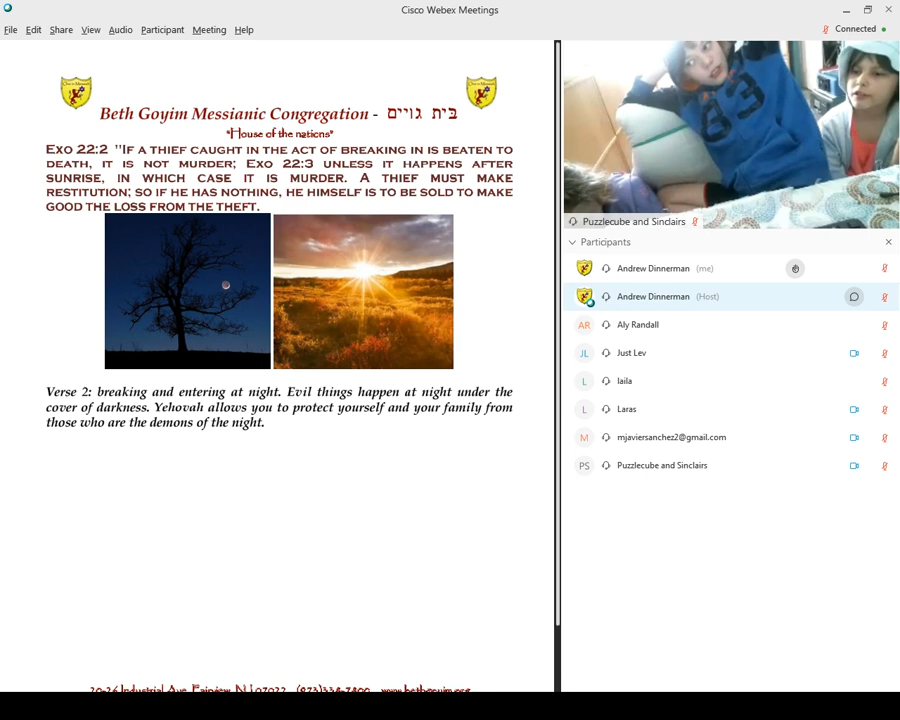 Cisco Webex Meetings
File Edit Share View Audio Participant Meeting Help
Connected
Beth Goyim Messianic Congregation - בית גויים
"House of the nations"
Exo 22:2 "If a thief caught in the act of breaking in is beaten to
death, it is not murder; Exo 22:3 unless it happens after
sunrise, in which case it is murder. A thief must make
restitution; so if he has nothing, he himself is to be sold to make
good the loss from the theft.
Verse 2: breaking and entering at night. Evil things happen at night under the
cover of darkness. Yehovah allows you to protect yourself and your family from
those who are the demons of the night.
Puzzlecube and Sinclairs
Participants
Andrew Dinnerman (me)
Andrew Dinnerman (Host)
AR Aly Randall
JL Just Lev
L laila
L Laras
M mjaviersanchez2@gmail.com
PS Puzzlecube and Sinclairs